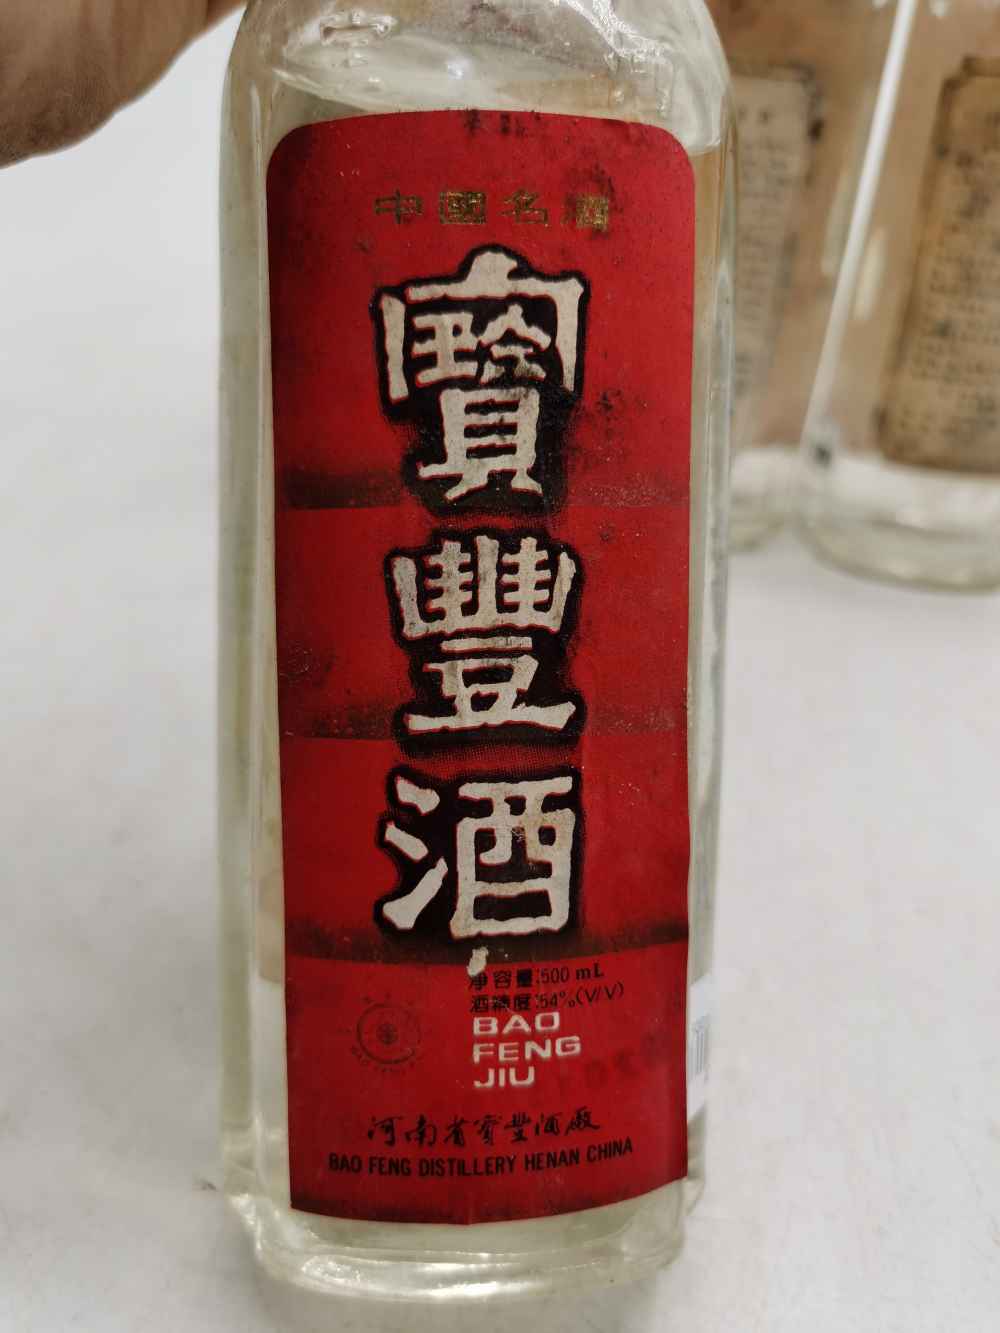 中國名酒
寶豐酒
淨容量:500 mL
酒精度:54%(V/V)
BAO
FENG
JIU
河南省寶豐酒廠
BAO FENG DISTILLERY HENAN CHINA